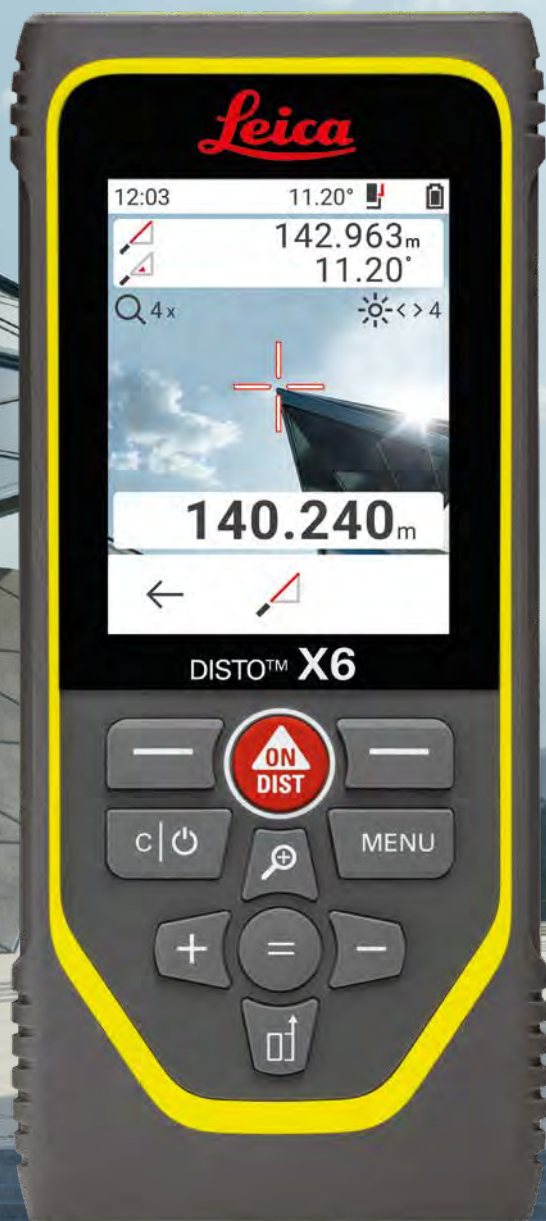 Leica
12:03 11.20°
142.963m
11.20°
4x < > 4
140.240m
DISTO™ X6
ON
DIST
C MENU
+ = −